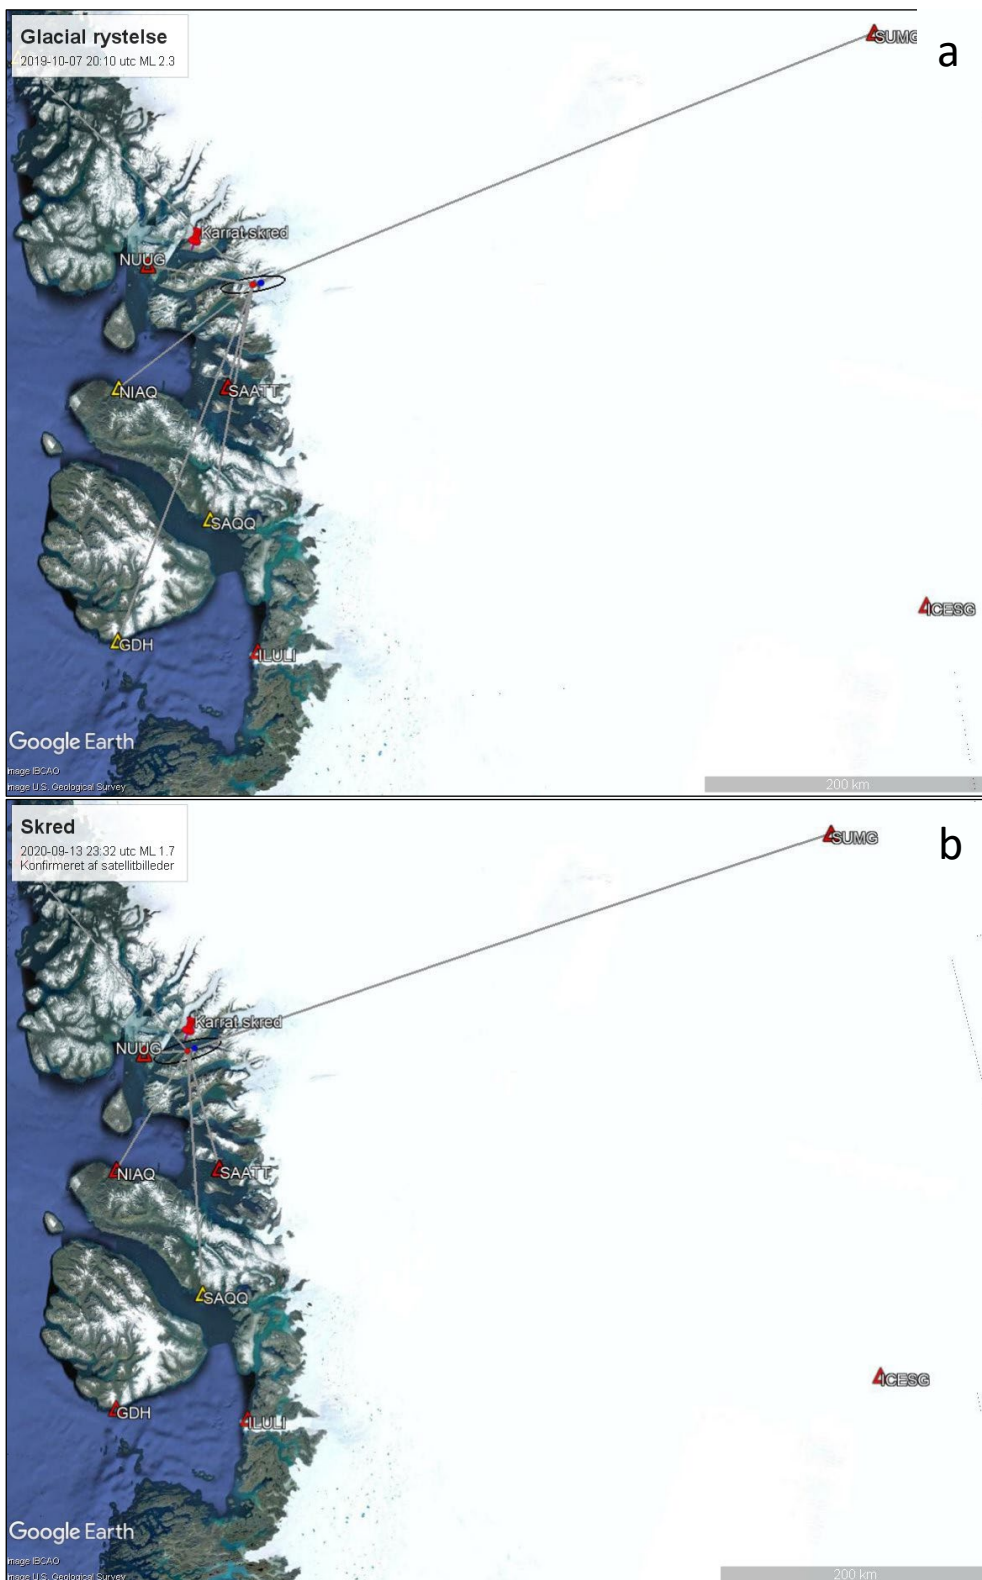 Glacial rystelse
2019-10-07 20:10 utc ML 2.3
a
SUMG
Karrat skred
NUUG
NIAQ
SAATT
SAQQ
ICESG
GDH
ILULI
Google Earth
Image IBCAO
Image U.S. Geological Survey
200 km
Skred
2020-09-13 23:32 utc ML 1.7
Konfirmeret af satellitbilleder
b
SUMG
Karrat skred
NUUG
NIAQ
SAATT
SAQQ
ICESG
GDH
ILULI
Google Earth
Image IBCAO
Image U.S. Geological Survey
200 km